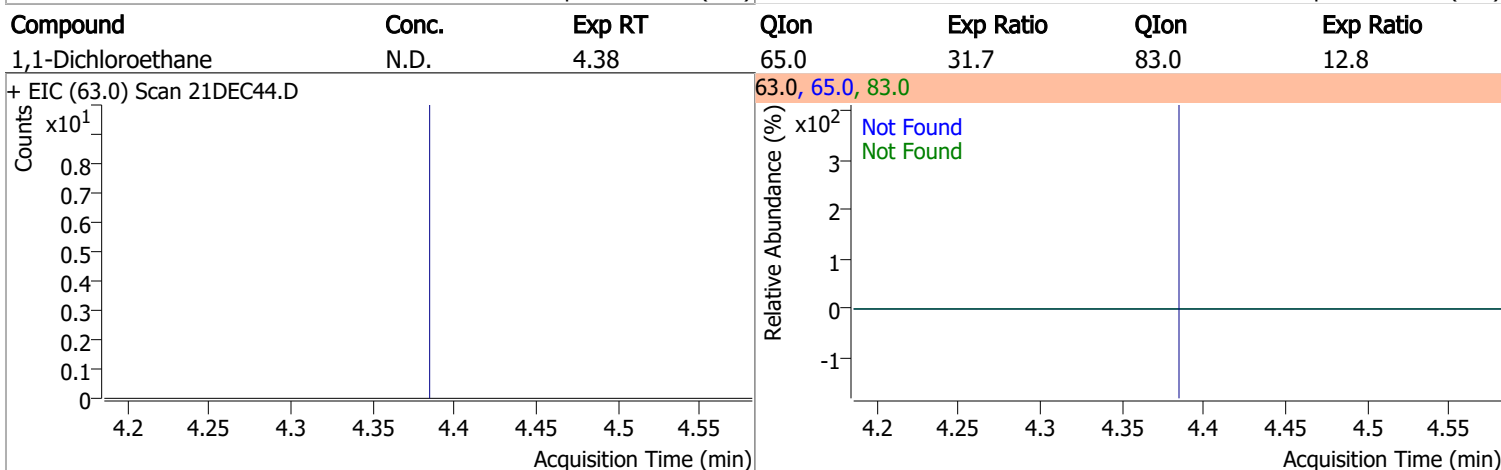 Compound Conc. Exp RT QIon Exp Ratio QIon Exp Ratio
1,1-Dichloroethane N.D. 4.38 65.0 31.7 83.0 12.8
+ EIC (63.0) Scan 21DEC44.D
Counts
x10¹
0.8
0.7
0.6
0.5
0.4
0.3
0.2
0.1
0
4.2 4.25 4.3 4.35 4.4 4.45 4.5 4.55
Acquisition Time (min)
63.0, 65.0, 83.0
Relative Abundance (%)
x10²
Not Found
Not Found
3
2
1
0
-1
4.2 4.25 4.3 4.35 4.4 4.45 4.5 4.55
Acquisition Time (min)